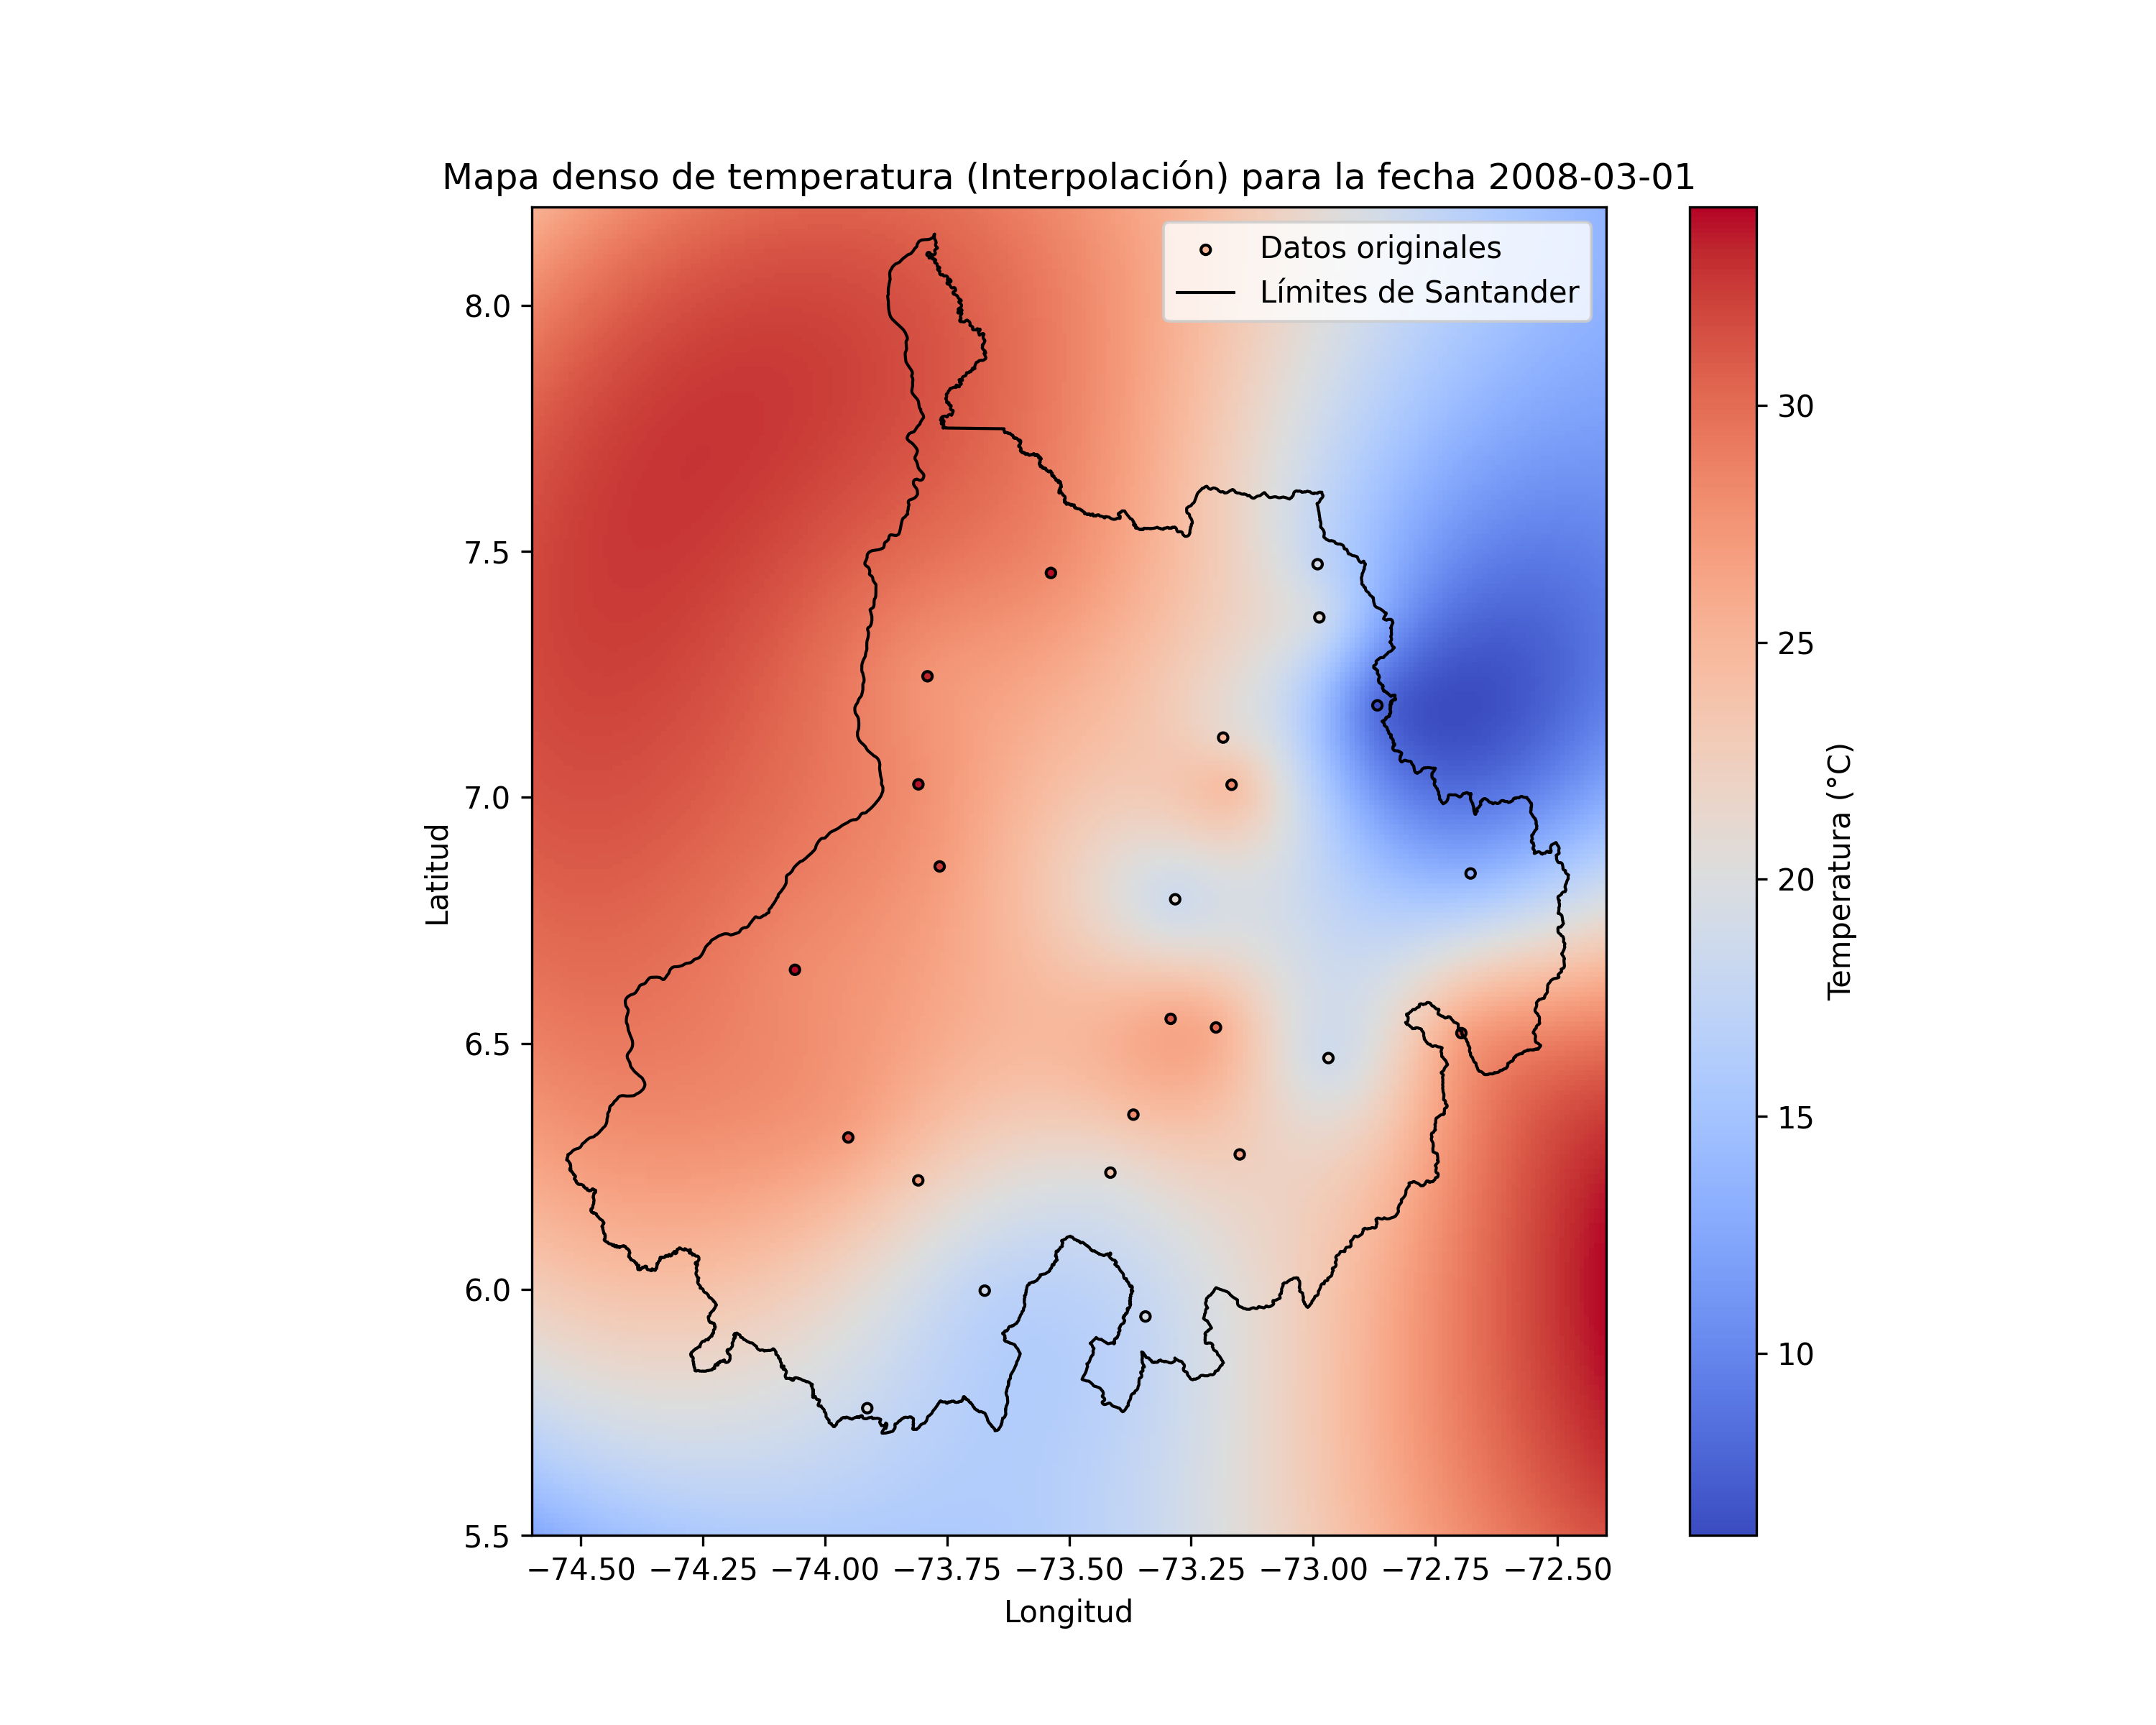 Mapa denso de temperatura (Interpolación) para la fecha 2008-03-01
Datos originales
Límites de Santander
8.0
7.5
7.0
6.5
6.0
5.5
Latitud
−74.50 −74.25 −74.00 −73.75 −73.50 −73.25 −73.00 −72.75 −72.50
Longitud
30
25
20
15
10
Temperatura (°C)